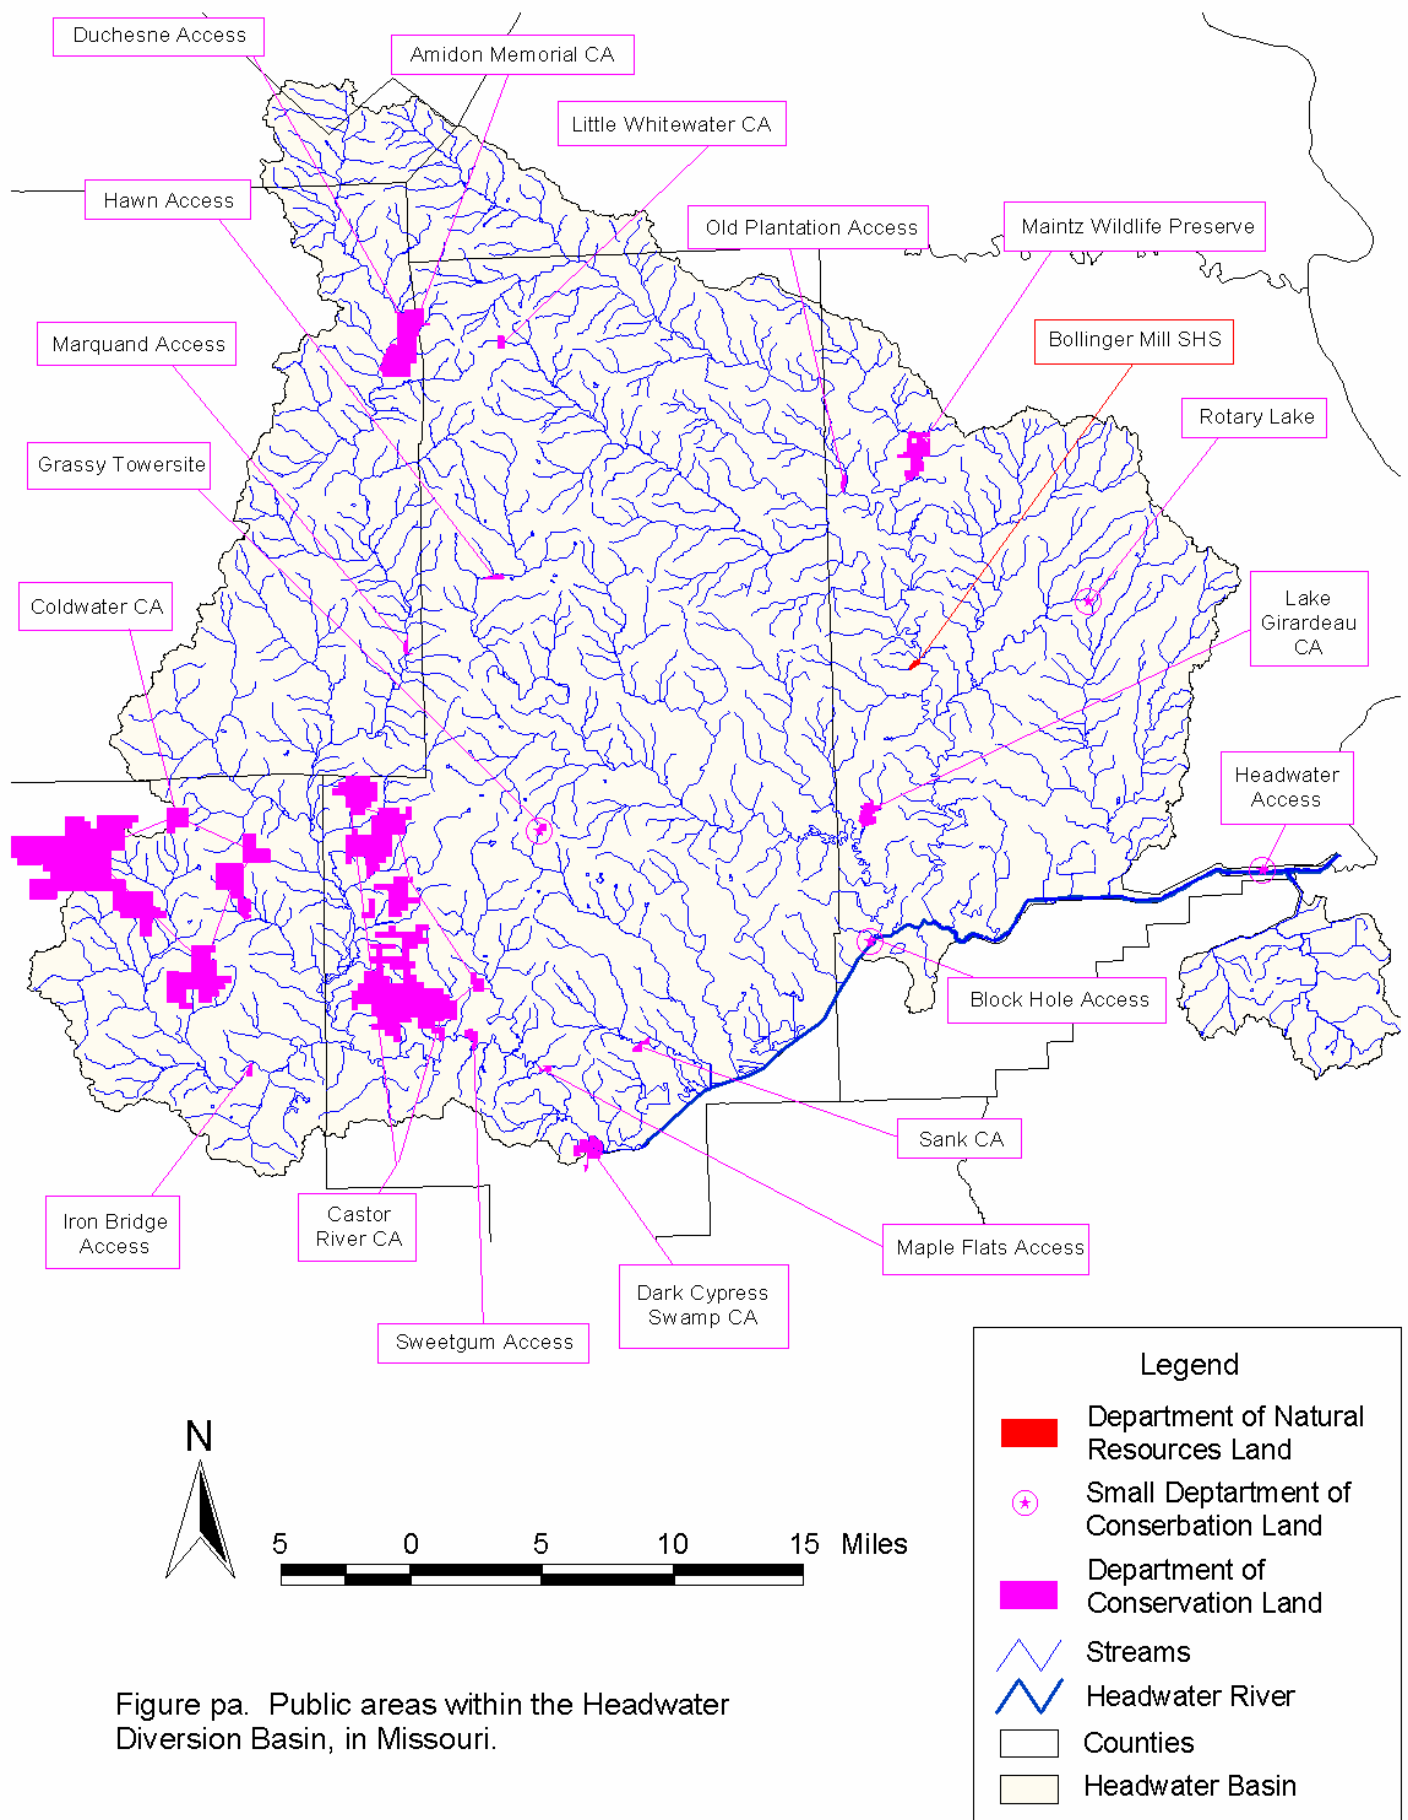 Duchesne Access
Amidon Memorial CA
Little Whitewater CA
Hawn Access
Old Plantation Access
Maintz Wildlife Preserve
Marquand Access
Bollinger Mill SHS
Rotary Lake
Grassy Towersite
Coldwater CA
Lake
Girardeau
CA
Headwater
Access
Block Hole Access
Sank CA
Iron Bridge
Access
Castor
River CA
Maple Flats Access
Dark Cypress
Swamp CA
Sweetgum Access
Legend
Department of Natural
Resources Land
Small Deptartment of
Conserbation Land
Department of
Conservation Land
Streams
Headwater River
Counties
Headwater Basin
N
5 0 5 10 15 Miles
Figure pa. Public areas within the Headwater
Diversion Basin, in Missouri.